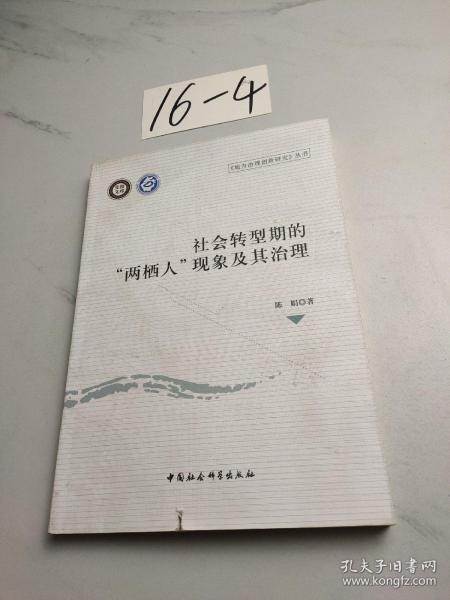 16-4
《地方治理创新研究》丛书
社会转型期的
“两栖人”现象及其治理
陈 娟◎著
中国社会科学出版社
孔夫子旧书网
www.kongfz.com